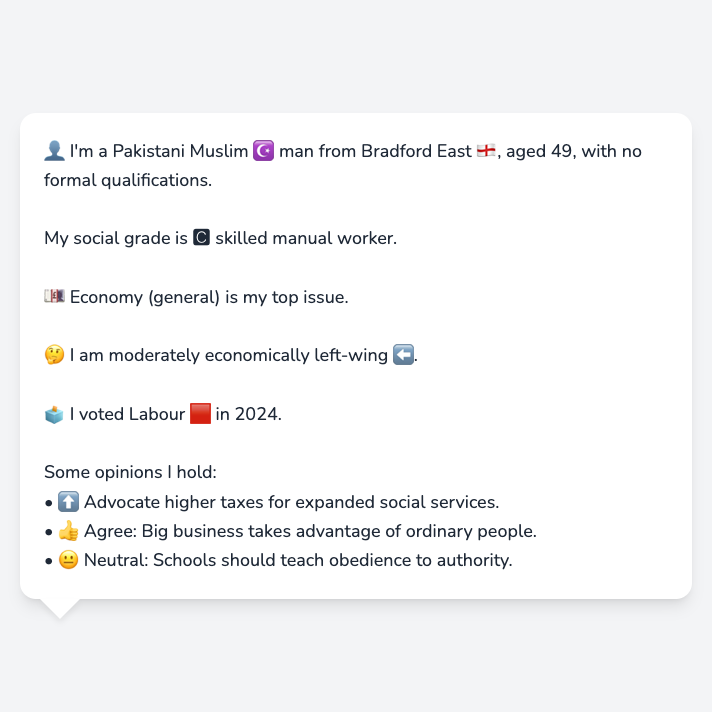 👤 I'm a Pakistani Muslim ☪️ man from Bradford East 🏴󠁧󠁢󠁥󠁮󠁧󠁿, aged 49, with no
formal qualifications.
My social grade is 🅲 skilled manual worker.
💷 Economy (general) is my top issue.
🤔 I am moderately economically left-wing ⬅️.
🗳️ I voted Labour 🟥 in 2024.
Some opinions I hold:
• ⬆️ Advocate higher taxes for expanded social services.
• 👍 Agree: Big business takes advantage of ordinary people.
• 😐 Neutral: Schools should teach obedience to authority.